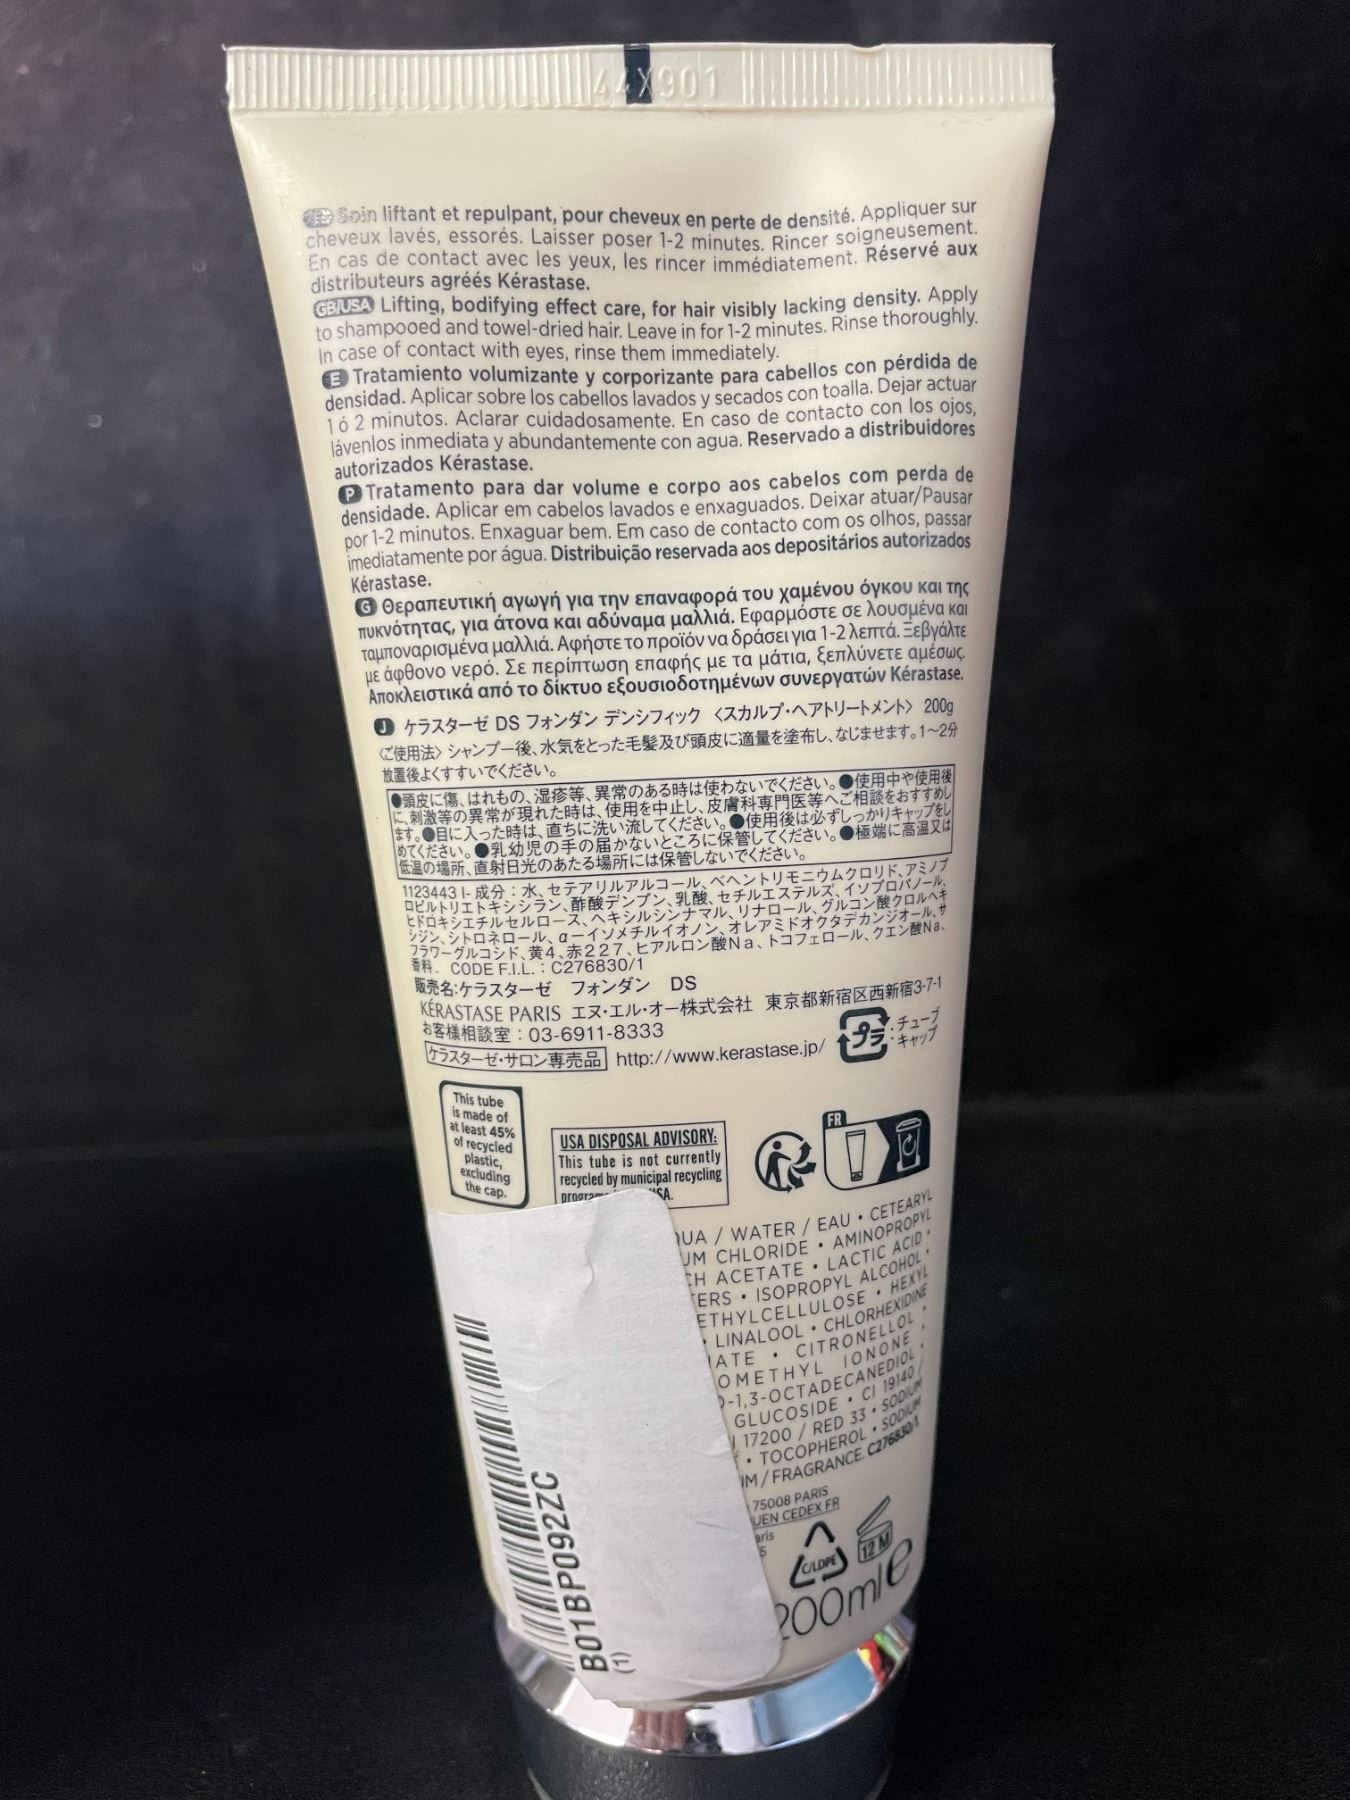 44X901
Soin liftant et repulpant, pour cheveux en perte de densité. Appliquer sur
cheveux lavés, essorés. Laisser poser 1-2 minutes. Rincer soigneusement.
En cas de contact avec les yeux, les rincer immédiatement. Réservé aux
distributeurs agréés Kérastase.
GB/USA Lifting, bodifying effect care, for hair visibly lacking density. Apply
to shampooed and towel-dried hair. Leave in for 1-2 minutes. Rinse thoroughly.
In case of contact with eyes, rinse them immediately.
E Tratamiento volumizante y corporizante para cabellos con pérdida de
densidad. Aplicar sobre los cabellos lavados y secados con toalla. Dejar actuar
1 ó 2 minutos. Aclarar cuidadosamente. En caso de contacto con los ojos,
lávenlos inmediata y abundantemente con agua. Reservado a distribuidores
autorizados Kérastase.
P Tratamento para dar volume e corpo aos cabelos com perda de
densidade. Aplicar em cabelos lavados e enxaguados. Deixar atuar/Pausar
por 1-2 minutos. Enxaguar bem. Em caso de contacto com os olhos, passar
imediatamente por água. Distribuição reservada aos depositários autorizados
Kérastase.
G Θεραπευτική αγωγή για την επαναφορά του χαμένου όγκου και της
πυκνότητας, για άτονα και αδύναμα μαλλιά. Εφαρμόστε σε λουσμένα και
ταμποναρισμένα μαλλιά. Αφήστε το προϊόν να δράσει για 1-2 λεπτά. Ξεβγάλτε
με άφθονο νερό. Σε περίπτωση επαφής με τα μάτια, ξεπλύνετε αμέσως.
Αποκλειστικά από το δίκτυο εξουσιοδοτημένων συνεργατών Kérastase.
J ケラスターゼ DS フォンダン デンシフィック 〈スカルプ・ヘアトリートメント〉 200g
〈ご使用法〉シャンプー後、水気をとった毛髪及び頭皮に適量を塗布し、なじませます。1〜2分
放置後よくすすいでください。
●頭皮に傷、はれもの、湿疹等、異常のある時は使わないでください。●使用中や使用後
に、刺激等の異常が現れた時は、使用を中止し、皮膚科専門医等へご相談をおすすめし
ます。●目に入った時は、直ちに洗い流してください。●使用後は必ずしっかりキャップをし
めてください。●乳幼児の手の届かないところに保管してください。●極端に高温又は
低温の場所、直射日光のあたる場所には保管しないでください。
1123443 I- 成分：水、セテアリルアルコール、ベヘントリモニウムクロリド、アミノプ
ロピルトリエトキシシラン、酢酸デンプン、乳酸、セチルエステルズ、イソプロパノール、
ヒドロキシエチルセルロース、ヘキシルシンナマル、リナロール、グルコン酸クロルヘキ
シジン、シトロネロール、αーイソメチルイオノン、オレアミドオクタデカンジオール、サ
フラワーグルコシド、黄4、赤227、ヒアルロン酸Na、トコフェロール、クエン酸Na、
香料. CODE F.I.L. : C276830/1
販売名:ケラスターゼ フォンダン DS
KÉRASTASE PARIS エヌ・エル・オー株式会社 東京都新宿区西新宿3-7-1
お客様相談室：03-6911-8333
ケラスターゼ・サロン専売品 http://www.kerastase.jp/
プラ :チューブ
・キャップ
This tube
is made of
at least 45%
of recycled
plastic,
excluding
the cap.
USA DISPOSAL ADVISORY:
This tube is not currently
recycled by municipal recycling
FR
QUA / WATER / EAU • CETEARYL
UM CHLORIDE • AMINOPROPYL
CH ACETATE • LACTIC ACID •
TERS • ISOPROPYL ALCOHOL •
ETHYLCELLULOSE • HEXYL
• LINALOOL • CHLORHEXIDINE
ATE • CITRONELLOL •
OMETHYL IONONE •
-1,3-OCTADECANEDIOL •
GLUCOSIDE • CI 19140 /
17200 / RED 33 • SODIUM
• TOCOPHEROL • SODIUM
UM / FRAGRANCE. C276830/1
75008 PARIS
UEN CEDEX FR
aris
5
C/LDPE
12 M
200ml e
B01BP092ZC
(1)